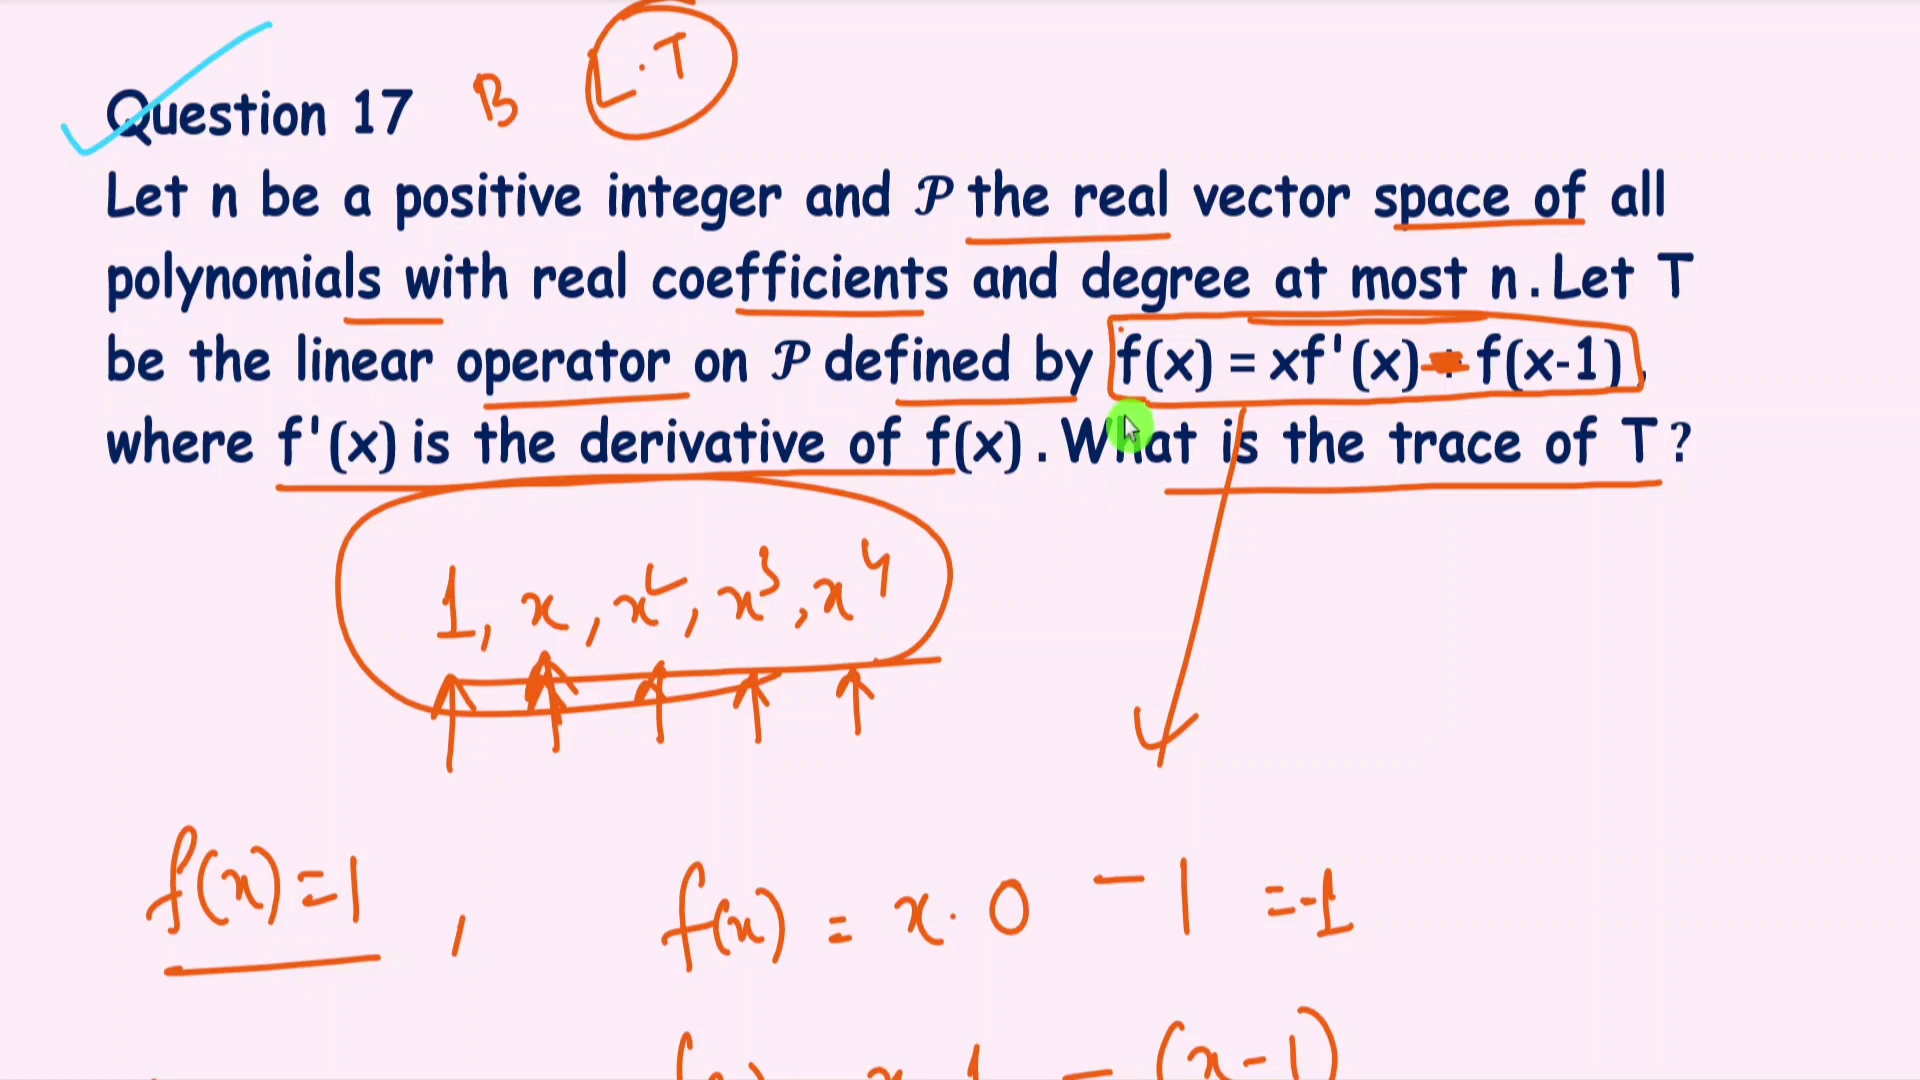 Question 17 B L.T
Let n be a positive integer and 𝒫 the real vector space of all
polynomials with real coefficients and degree at most n. Let T
be the linear operator on 𝒫 defined by f(x) = xf'(x) - f(x-1),
where f'(x) is the derivative of f(x). What is the trace of T?
1, x, x², x³, x⁴
f(x) = 1, f(x) = x · 0 - 1 = -1
- (x-1)